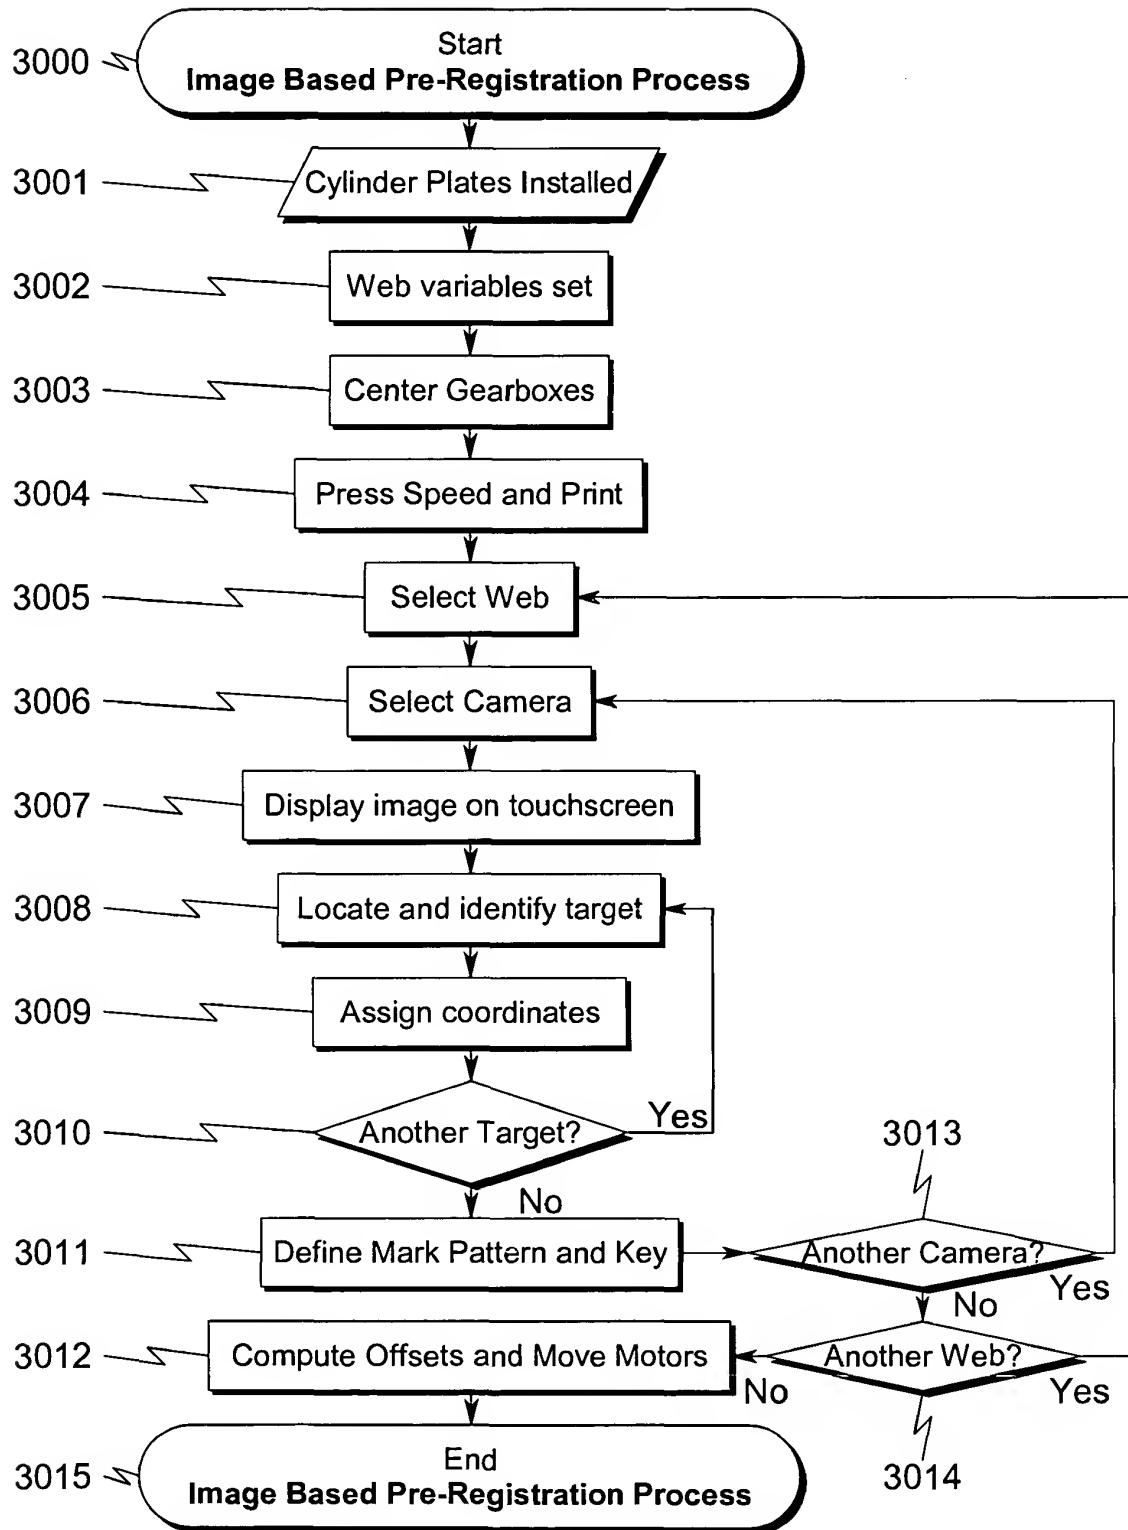 Start
3000
Image Based Pre-Registration Process
3001
Cylinder Plates Installed
3002
Web variables set
3003
Center Gearboxes
3004
Press Speed and Print
3005
Select Web
3006
Select Camera
3007
Display image on touchscreen
3008
Locate and identify target
3009
Assign coordinates
3010
Another Target?
Yes
No
3013
3011
Define Mark Pattern and Key
Another Camera?
Yes
No
3012
Compute Offsets and Move Motors
Another Web?
No
Yes
3014
End
3015
Image Based Pre-Registration Process